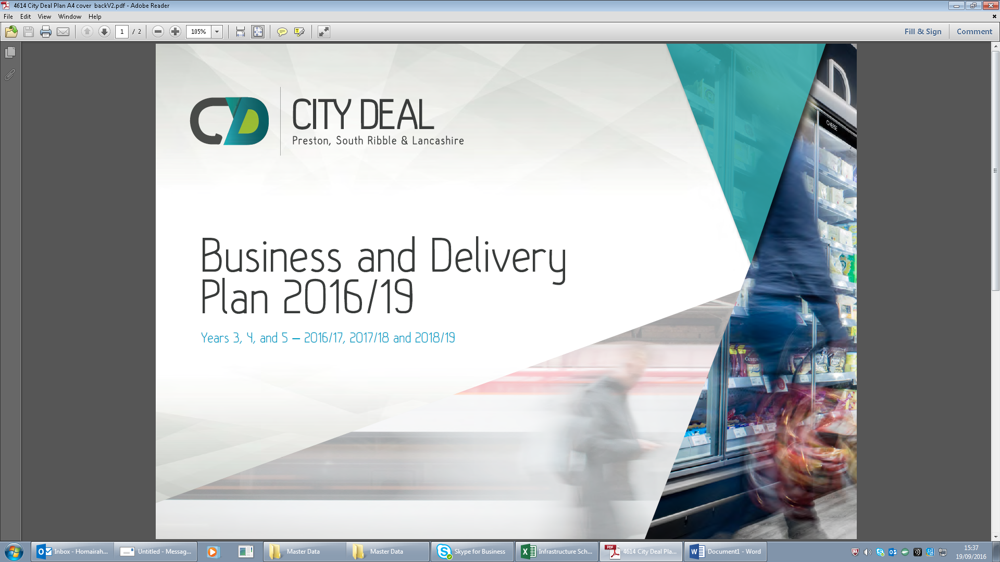 4614 City Deal Plan A4 cover backV2.pdf - Adobe Reader
File Edit View Window Help
1 / 2 105% Fill & Sign Comment
CITY DEAL
Preston, South Ribble & Lancashire
CHEESE
Business and Delivery
Plan 2016/19
Years 3, 4, and 5 – 2016/17, 2017/18 and 2018/19
Inbox - Homairah... Untitled - Messag... Master Data Master Data Skype for Business Infrastructure Sch... 4614 City Deal Pla... Document1 - Word
15:37
19/09/2016